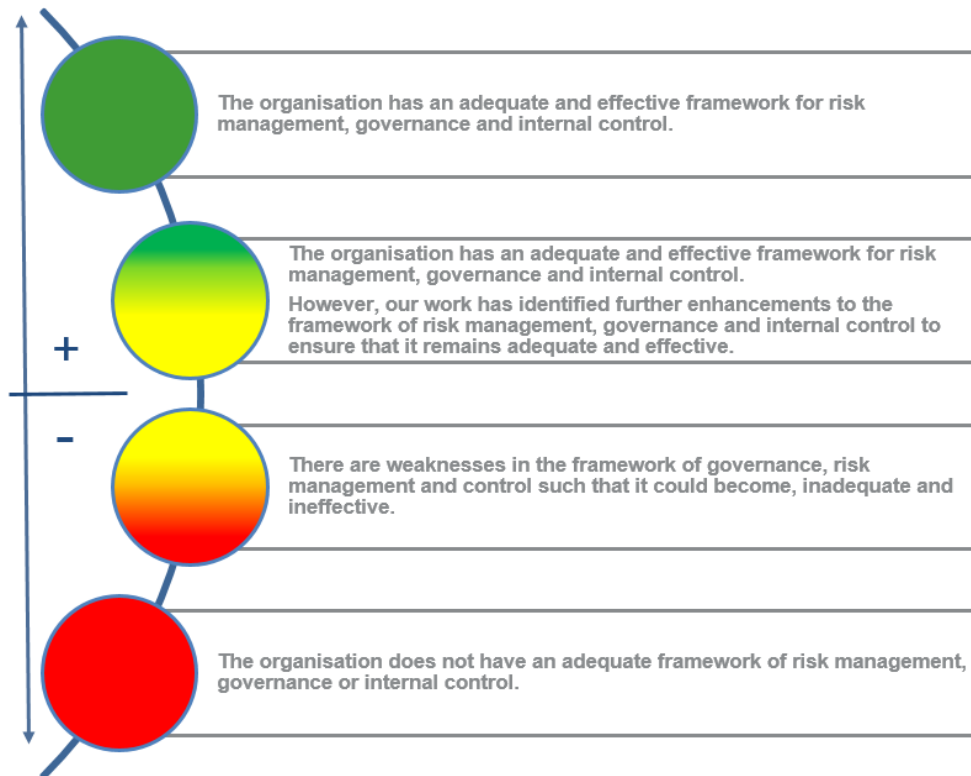 The organisation has an adequate and effective framework for risk
management, governance and internal control.
The organisation has an adequate and effective framework for risk
management, governance and internal control.
However, our work has identified further enhancements to the
framework of risk management, governance and internal control to
ensure that it remains adequate and effective.
+
-
There are weaknesses in the framework of governance, risk
management and control such that it could become, inadequate and
ineffective.
The organisation does not have an adequate framework of risk management,
governance or internal control.